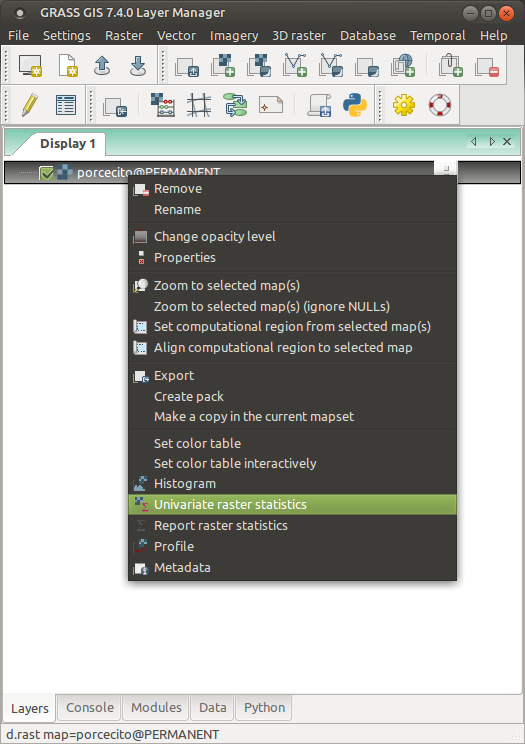 GRASS GIS 7.4.0 Layer Manager
File Settings Raster Vector Imagery 3D raster Database Temporal Help
Display 1
porcecito@PERMANENT
Remove
Rename
Change opacity level
Properties
Zoom to selected map(s)
Zoom to selected map(s) (ignore NULLs)
Set computational region from selected map(s)
Align computational region to selected map
Export
Create pack
Make a copy in the current mapset
Set color table
Set color table interactively
Histogram
Univariate raster statistics
Report raster statistics
Profile
Metadata
Layers Console Modules Data Python
d.rast map=porcecito@PERMANENT